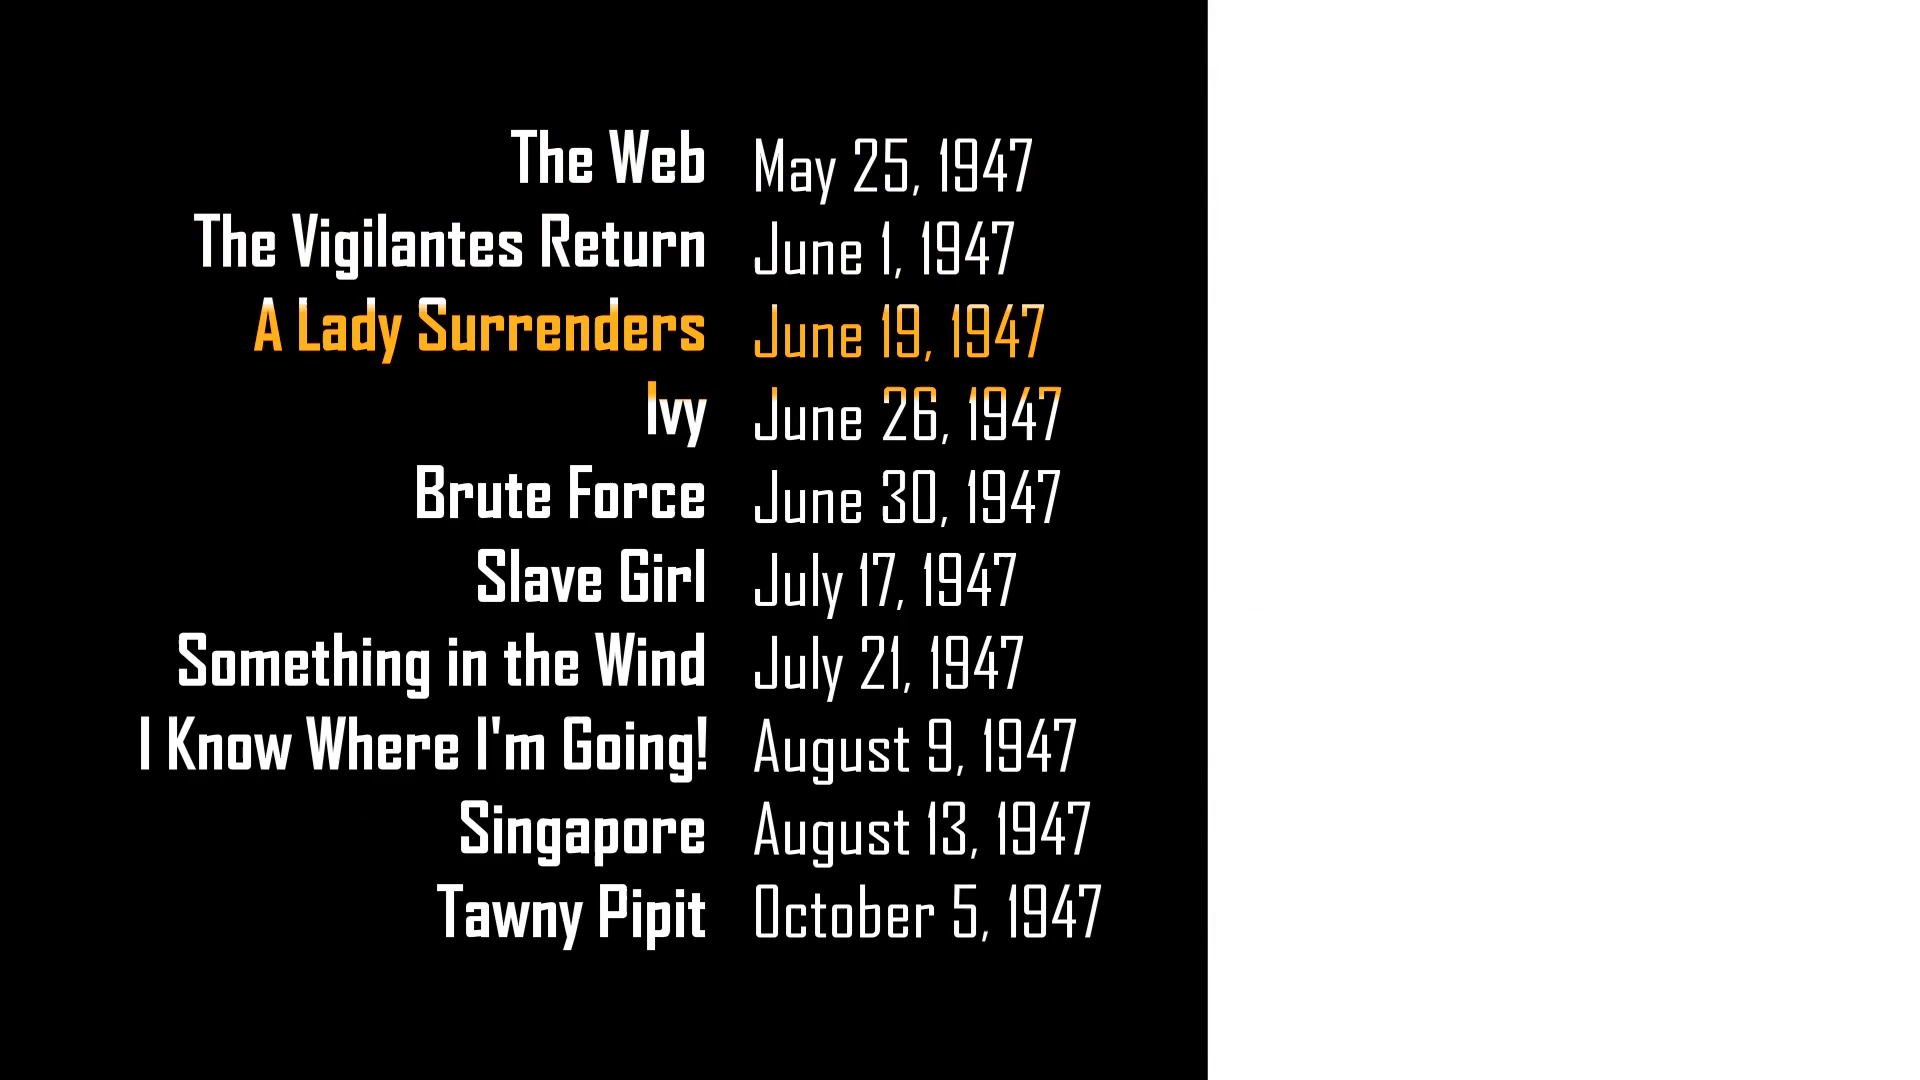 The Web May 25, 1947
The Vigilantes Return June 1, 1947
A Lady Surrenders June 19, 1947
Ivy June 26, 1947
Brute Force June 30, 1947
Slave Girl July 17, 1947
Something in the Wind July 21, 1947
I Know Where I'm Going! August 9, 1947
Singapore August 13, 1947
Tawny Pipit October 5, 1947